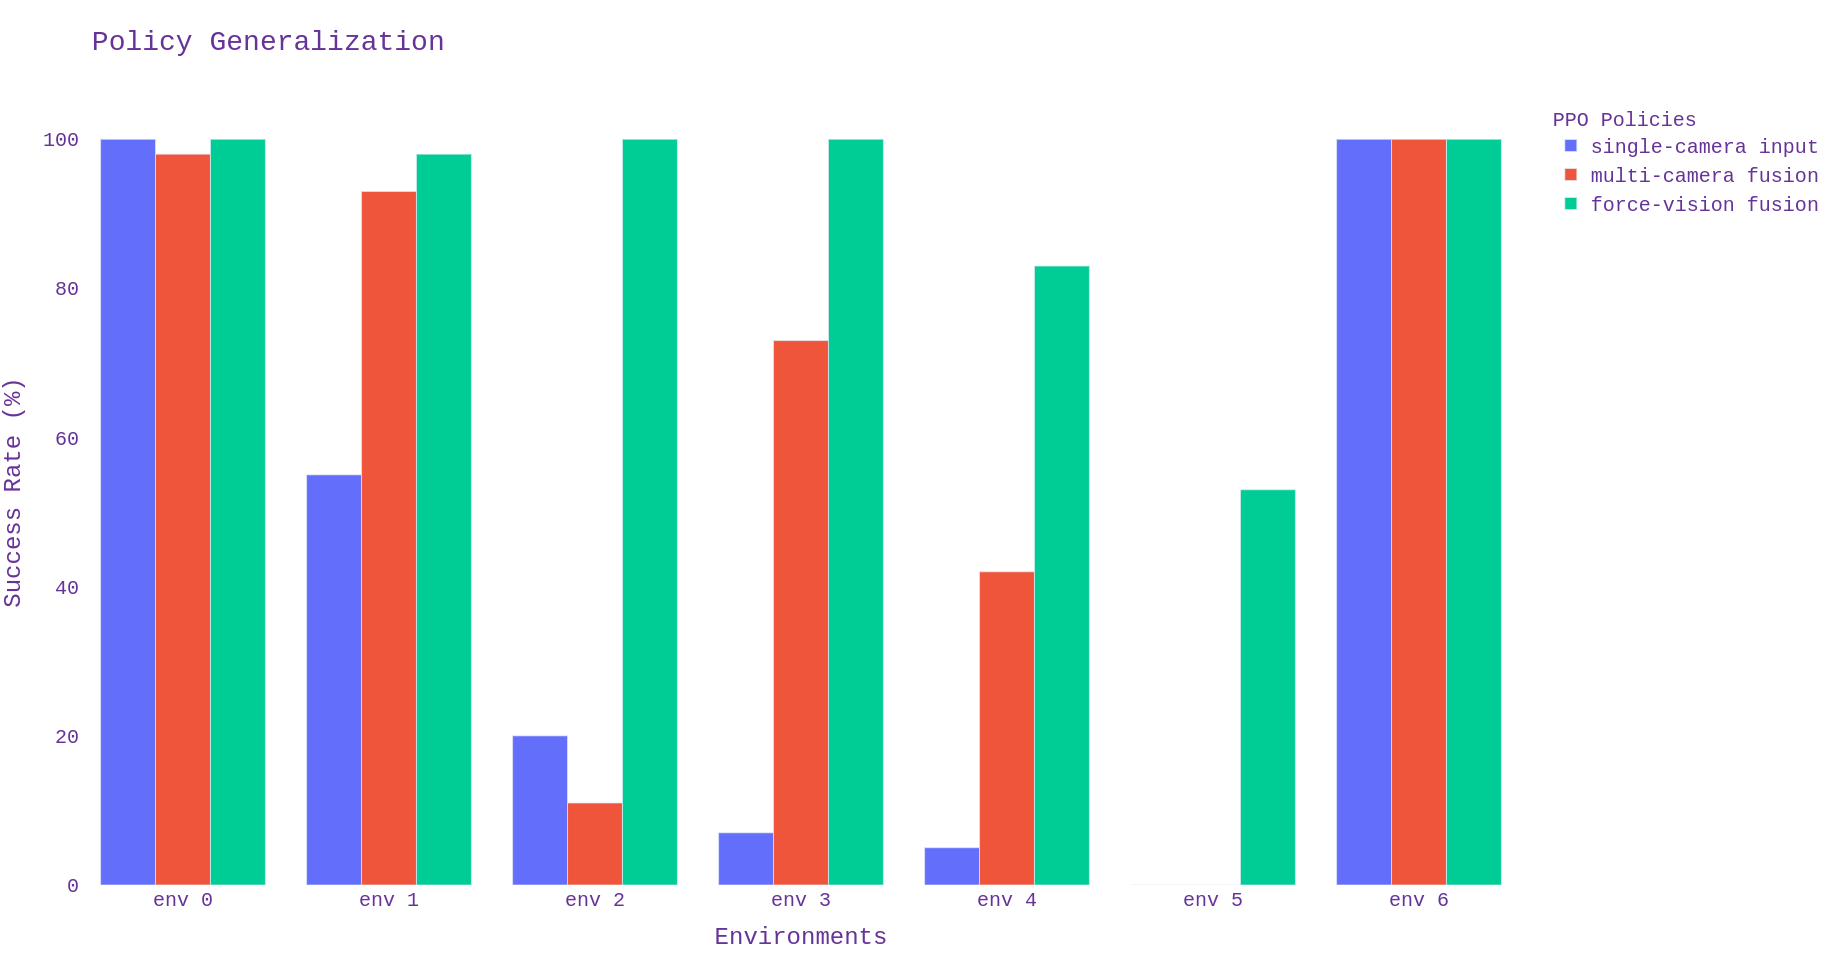 Policy Generalization
PPO Policies
single-camera input
multi-camera fusion
force-vision fusion
Success Rate (%)
100
80
60
40
20
0
env 0
env 1
env 2
env 3
env 4
env 5
env 6
Environments